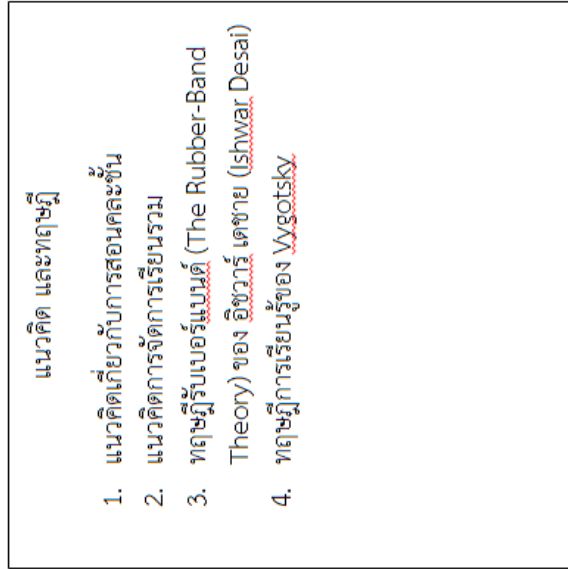 แนวคิด และทฤษฎี
1. แนวคิดเกี่ยวกับการสอนคละชั้น
2. แนวคิดการจัดการเรียนรวม
3. ทฤษฎีรับเบอร์แบนด์ (The Rubber-Band
Theory) ของ อิชวาร์ เดซาย (Ishwar Desai)
4. ทฤษฎีการเรียนรู้ของ Vygotsky